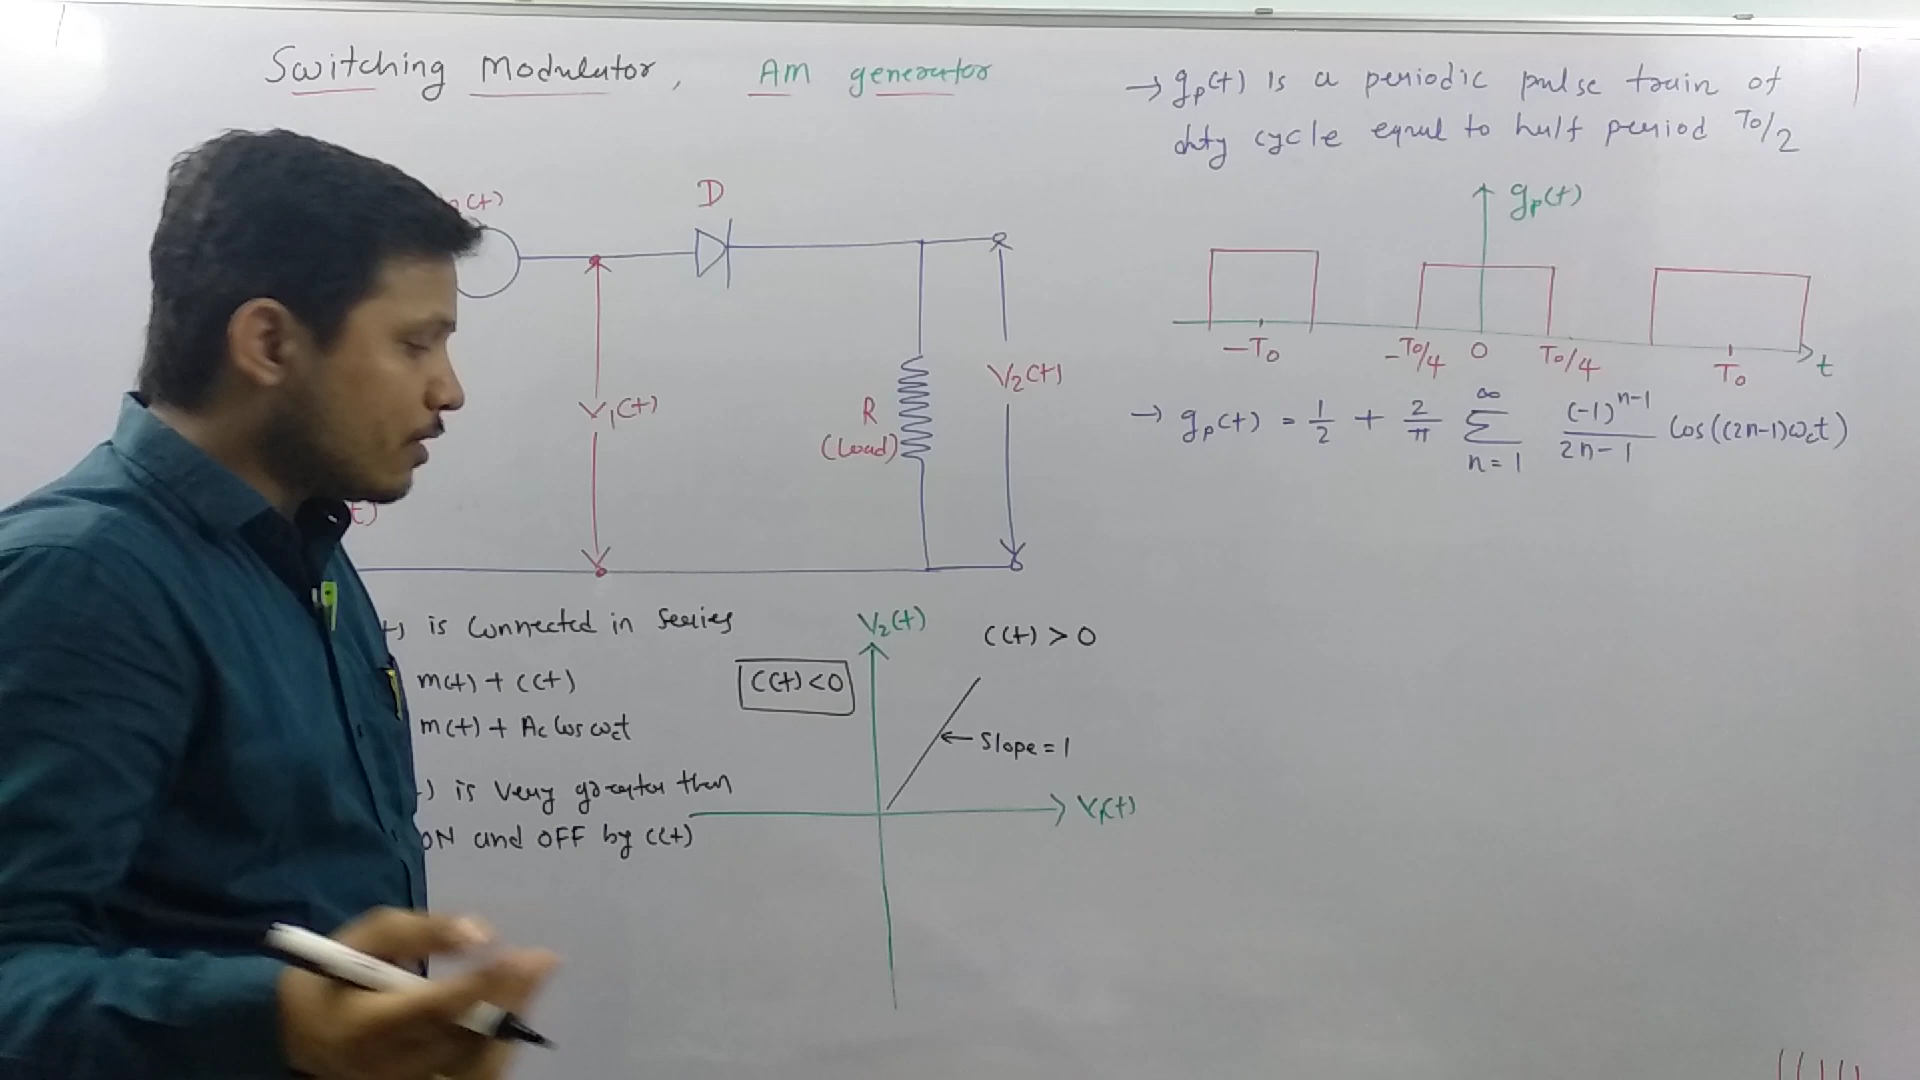 Switching Modulator, AM generator
(t)
D
V₁(t)
R
(Load)
V₂(t)
t)
t) is Connected in Series
m(t) + c(t)
m(t) + Ac cos ωct
) is very greater than
ON and OFF by c(t)
V₂(t)
c(t) > 0
c(t) < 0
Slope = 1
V₁(t)
→ gp(t) is a periodic pulse train of
duty cycle equal to half period T0/2
gp(t)
-T0 -T0/4 0 T0/4 T0 t
→ gp(t) = 1/2 + 2/π ∑_{n=1}^{∞} (-1)^{n-1}/(2n-1) cos((2n-1)ωct)